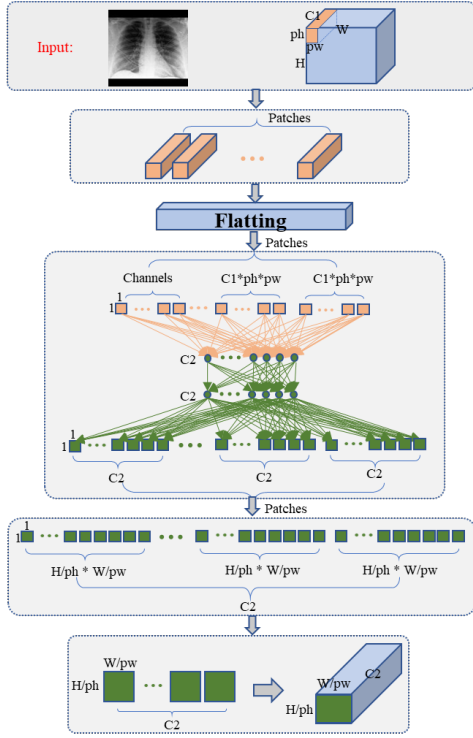 Input:
C1
W
ph
pw
H
Patches
Flatting
Patches
Channels
C1*ph*pw
C1*ph*pw
1
1
C2
C2
1
1
C2
C2
C2
Patches
1
1
H/ph * W/pw
H/ph * W/pw
H/ph * W/pw
C2
W/pw
H/ph
C2
W/pw
C2
H/ph